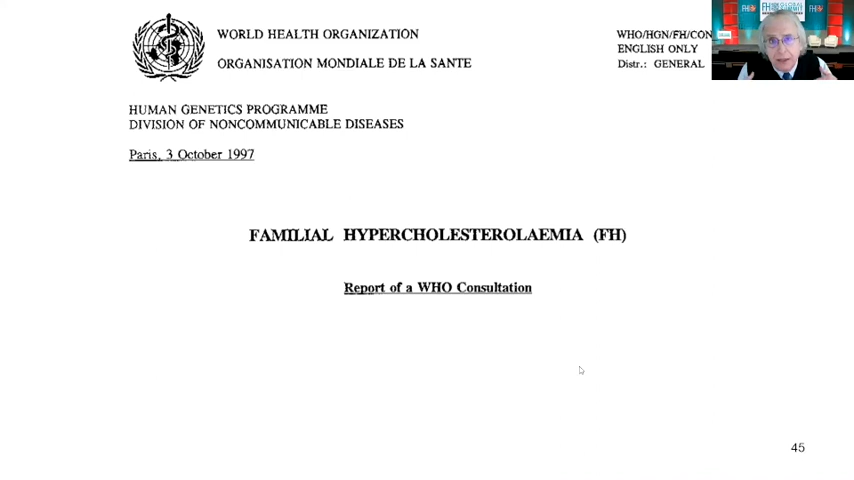 WORLD HEALTH ORGANIZATION
ORGANISATION MONDIALE DE LA SANTE
WHO/HGN/FH/CON
ENGLISH ONLY
Distr.: GENERAL
HUMAN GENETICS PROGRAMME
DIVISION OF NONCOMMUNICABLE DISEASES
Paris, 3 October 1997
FAMILIAL HYPERCHOLESTEROLAEMIA (FH)
Report of a WHO Consultation
45